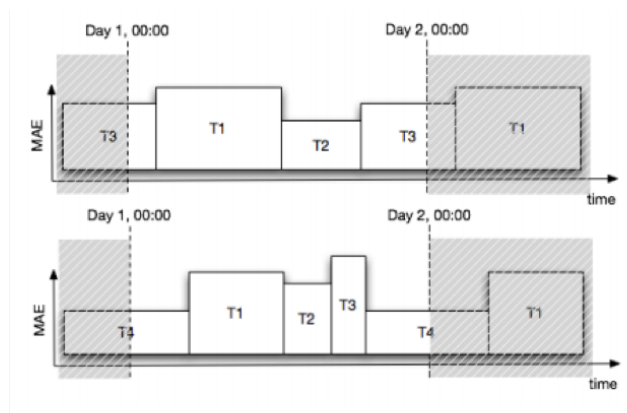 Day 1, 00:00 Day 2, 00:00
MAE
T3 T1 T2 T3 T1
time
Day 1, 00:00 Day 2, 00:00
MAE
T4 T1 T2 T3 T4 T1
time